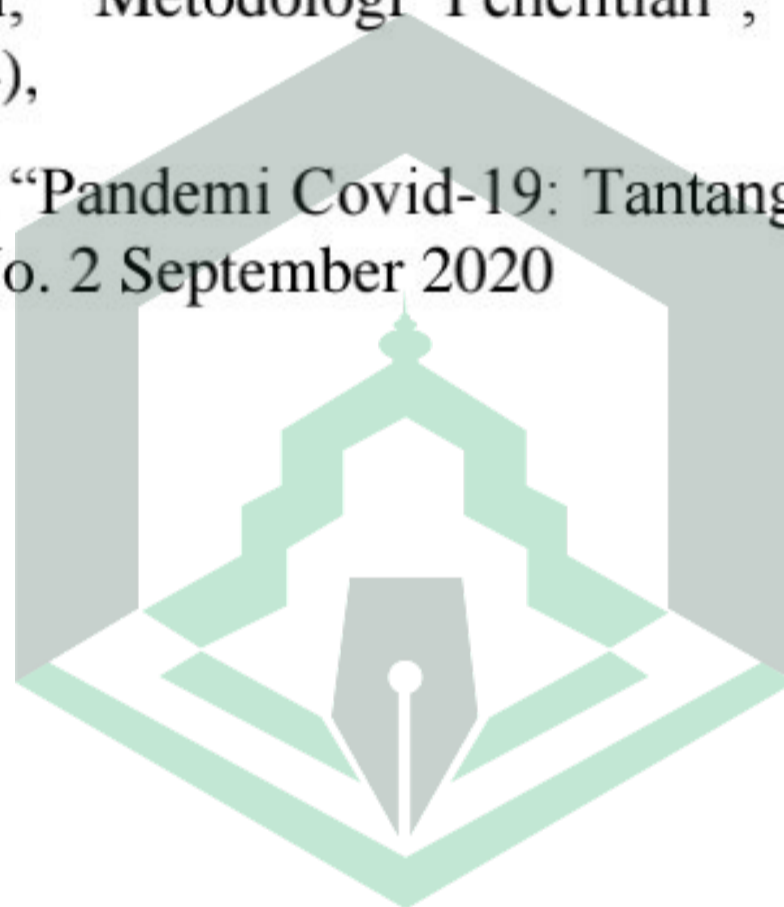 “Metodologi Penelitian”,
),
“Pandemi Covid-19: Tantang
o. 2 September 2020